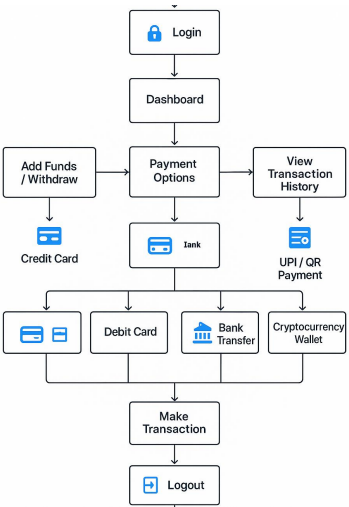 Login
Dashboard
Add Funds
/ Withdraw
Payment
Options
View
Transaction
History
Credit Card
Iank
UPI / QR
Payment
Debit Card
Bank
Transfer
Cryptocurrency
Wallet
Make
Transaction
Logout